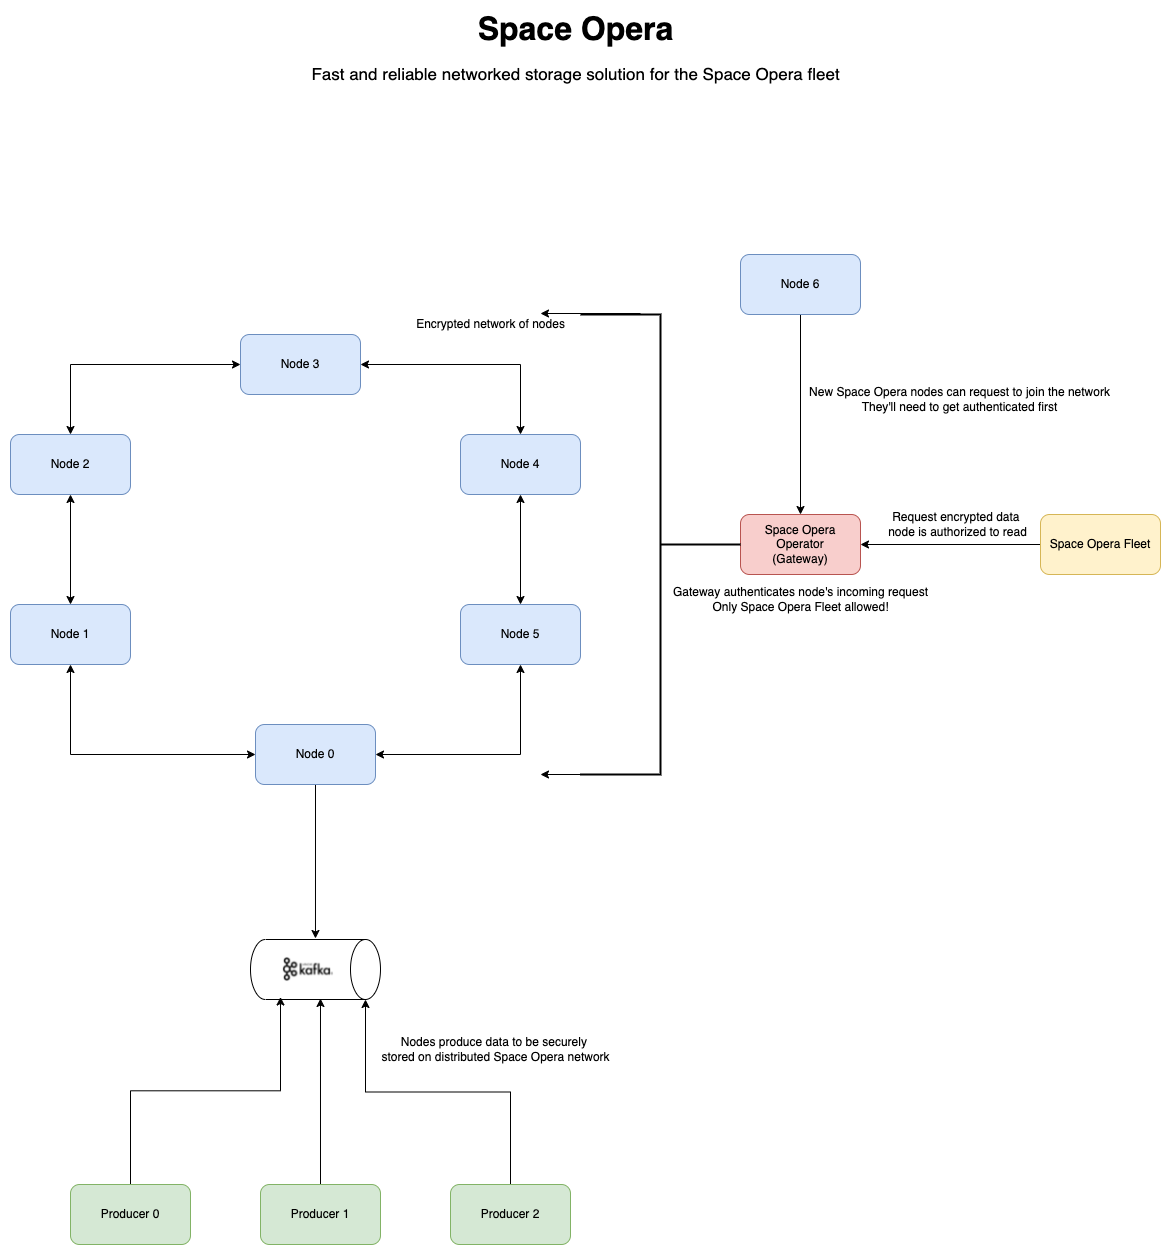 Space Opera
Fast and reliable networked storage solution for the Space Opera fleet
Node 6
Encrypted network of nodes
Node 3
New Space Opera nodes can request to join the network
They'll need to get authenticated first
Node 2
Node 4
Space Opera
Operator
(Gateway)
Request encrypted data
node is authorized to read
Space Opera Fleet
Gateway authenticates node's incoming request
Only Space Opera Fleet allowed!
Node 1
Node 5
Node 0
kafka
Nodes produce data to be securely
stored on distributed Space Opera network
Producer 0
Producer 1
Producer 2